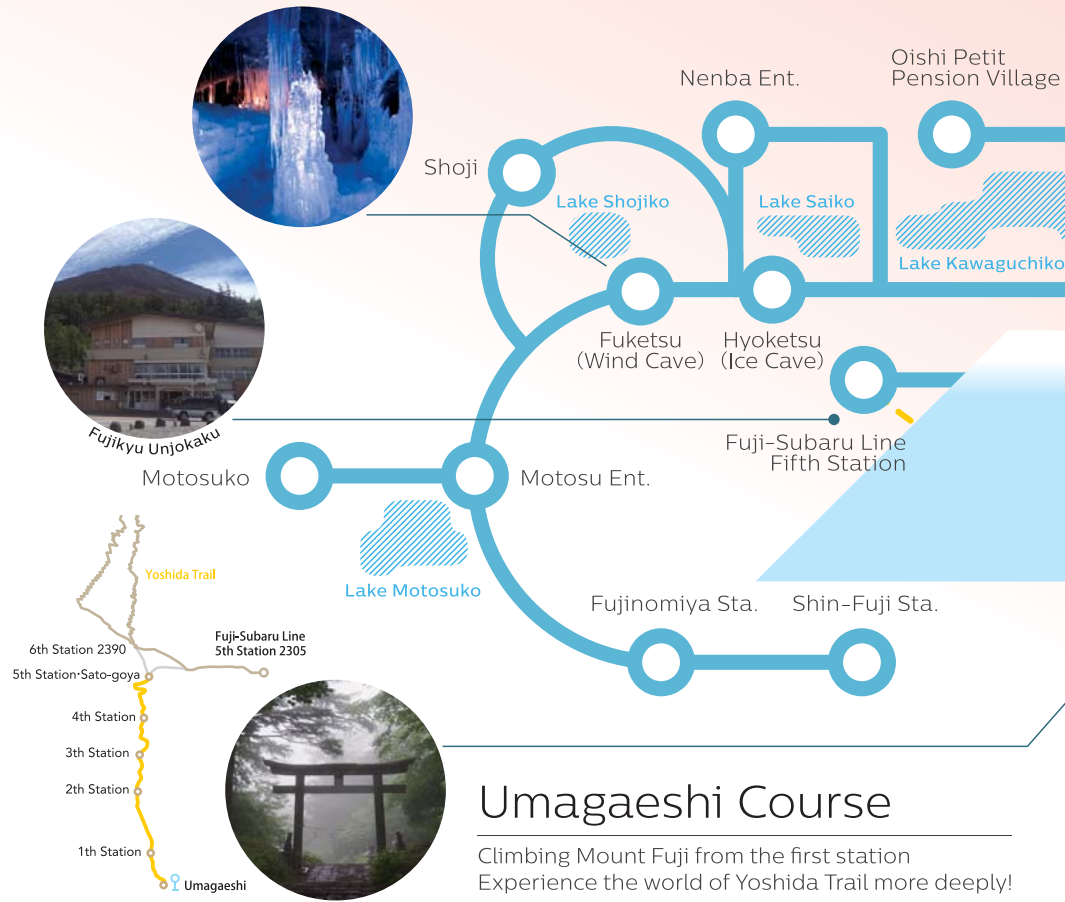 Oishi Petit
Pension Village
Nenba Ent.
Shoji
Lake Shojiko
Lake Saiko
Lake Kawaguchiko
Fuketsu
(Wind Cave)
Hyoketsu
(Ice Cave)
Fujikyu Unjokaku
Fuji-Subaru Line
Fifth Station
Motosuko
Motosu Ent.
Lake Motosuko
Fujinomiya Sta.
Shin-Fuji Sta.
Yoshida Trail
6th Station 2390
Fuji-Subaru Line
5th Station 2305
5th Station·Sato-goya
4th Station
3th Station
2th Station
1th Station
Umagaeshi
Umagaeshi Course
Climbing Mount Fuji from the first station
Experience the world of Yoshida Trail more deeply!